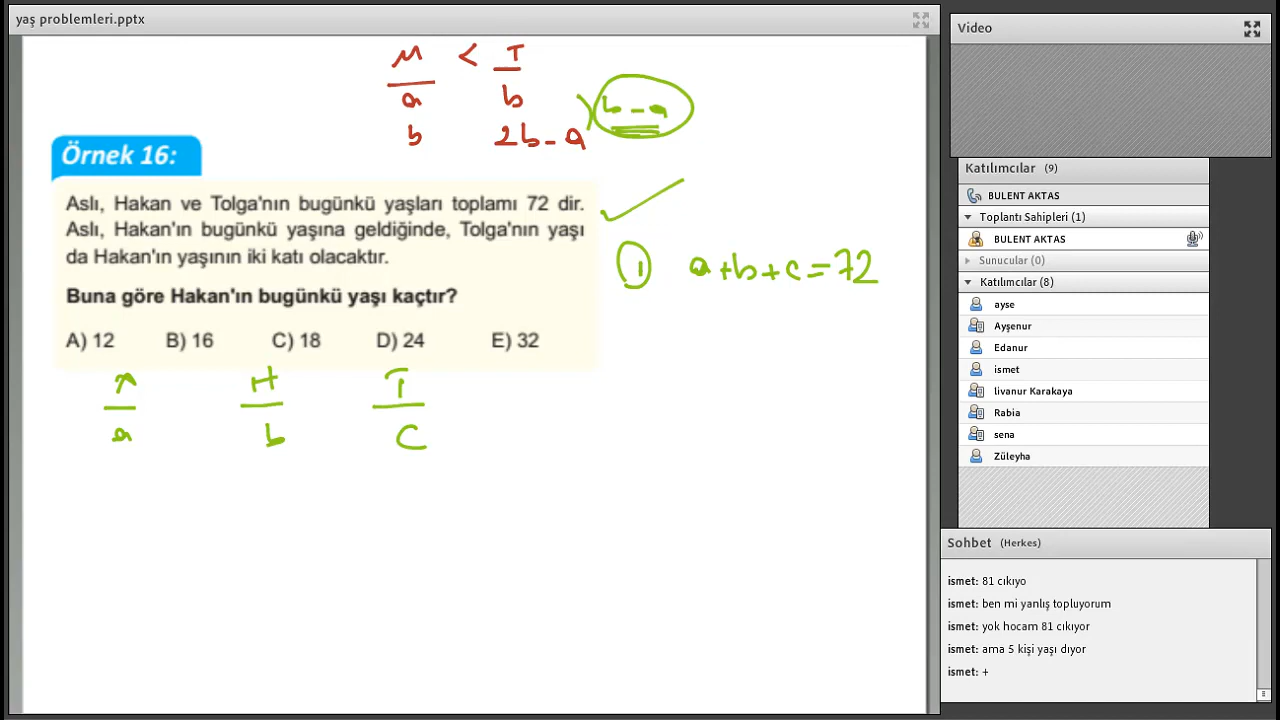 yaş problemleri.pptx
M < T
a b b - a
b 2b - a
Örnek 16:
Aslı, Hakan ve Tolga'nın bugünkü yaşları toplamı 72 dir.
Aslı, Hakan'ın bugünkü yaşına geldiğinde, Tolga'nın yaşı
da Hakan'ın yaşının iki katı olacaktır.
Buna göre Hakan'ın bugünkü yaşı kaçtır?
A) 12 B) 16 C) 18 D) 24 E) 32
1 a+b+c=72
A H T
a b c
Video
Katılımcılar (9)
BULENT AKTAS
Toplantı Sahipleri (1)
BULENT AKTAS
Sunucular (0)
Katılımcılar (8)
ayse
Ayşenur
Edanur
ismet
livanur Karakaya
Rabia
sena
Züleyha
Sohbet (Herkes)
ismet: 81 cıkıyo
ismet: ben mi yanlış topluyorum
ismet: yok hocam 81 cıkıyor
ismet: ama 5 kişi yaşı dıyor
ismet: +